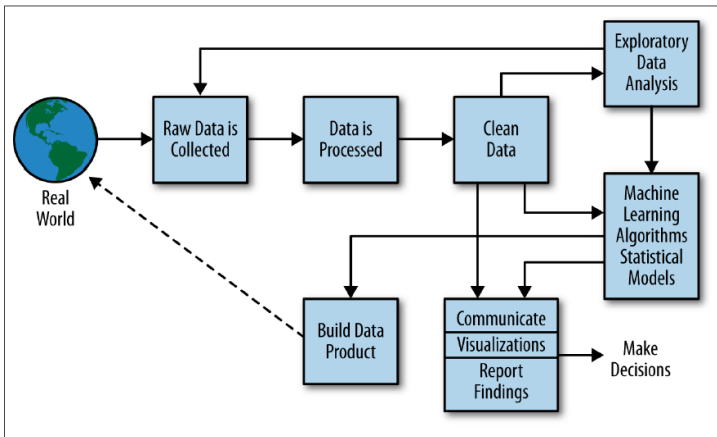 Exploratory
Data
Analysis
Raw Data is
Collected
Data is
Processed
Clean
Data
Real
World
Machine
Learning
Algorithms
Statistical
Models
Build Data
Product
Communicate
Visualizations
Report
Findings
Make
Decisions